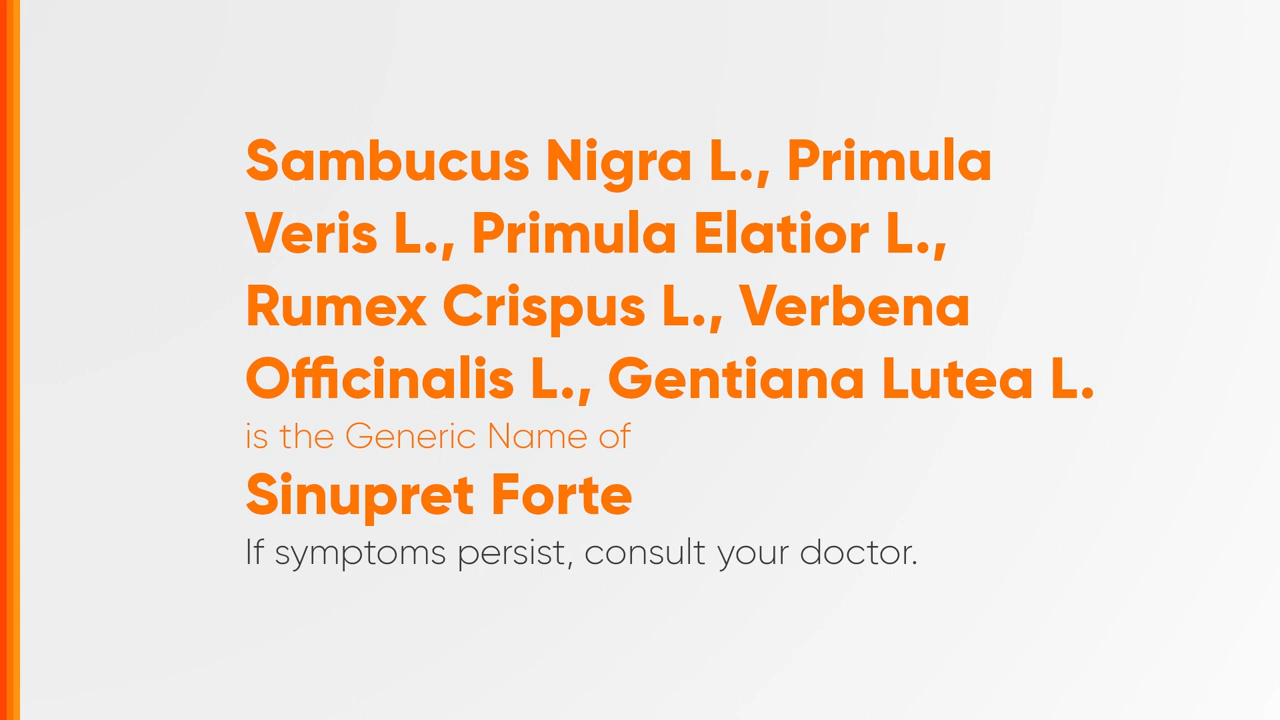 Sambucus Nigra L., Primula
Veris L., Primula Elatior L.,
Rumex Crispus L., Verbena
Officinalis L., Gentiana Lutea L.
is the Generic Name of
Sinupret Forte
If symptoms persist, consult your doctor.